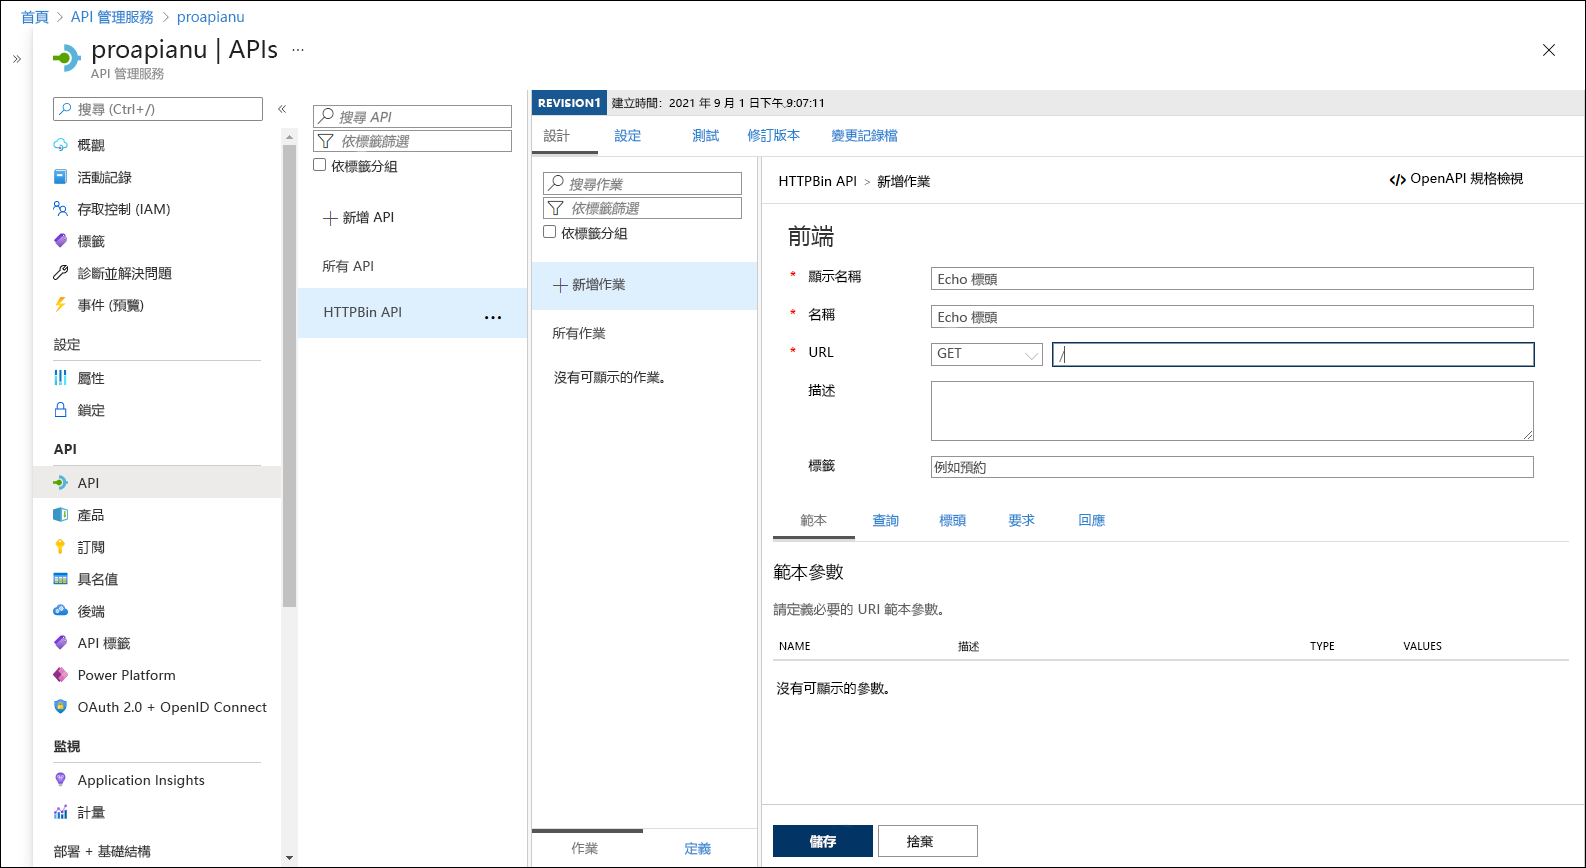 首頁 > API 管理服務 > proapianu
»
proapianu | APIs ...
API 管理服務
搜尋 (Ctrl+/)
«
概觀
活動記錄
存取控制 (IAM)
標籤
診斷並解決問題
事件 (預覽)
設定
屬性
鎖定
API
API
產品
訂閱
具名值
後端
API 標籤
Power Platform
OAuth 2.0 + OpenID Connect
監視
Application Insights
計量
部署 + 基礎結構
搜尋 API
依標籤篩選
依標籤分組
新增 API
所有 API
HTTPBin API ...
REVISION1 建立時間: 2021 年 9 月 1 日下午 9:07:11
設計 設定 測試 修訂版本 變更記錄檔
搜尋作業
依標籤篩選
依標籤分組
新增作業
所有作業
沒有可顯示的作業。
作業 定義
HTTPBin API > 新增作業
</> OpenAPI 規格檢視
前端
* 顯示名稱 Echo 標頭
* 名稱 Echo 標頭
* URL GET /
描述
標籤 例如預約
範本 查詢 標頭 要求 回應
範本參數
請定義必要的 URI 範本參數。
NAME 描述 TYPE VALUES
沒有可顯示的參數。
儲存 捨棄